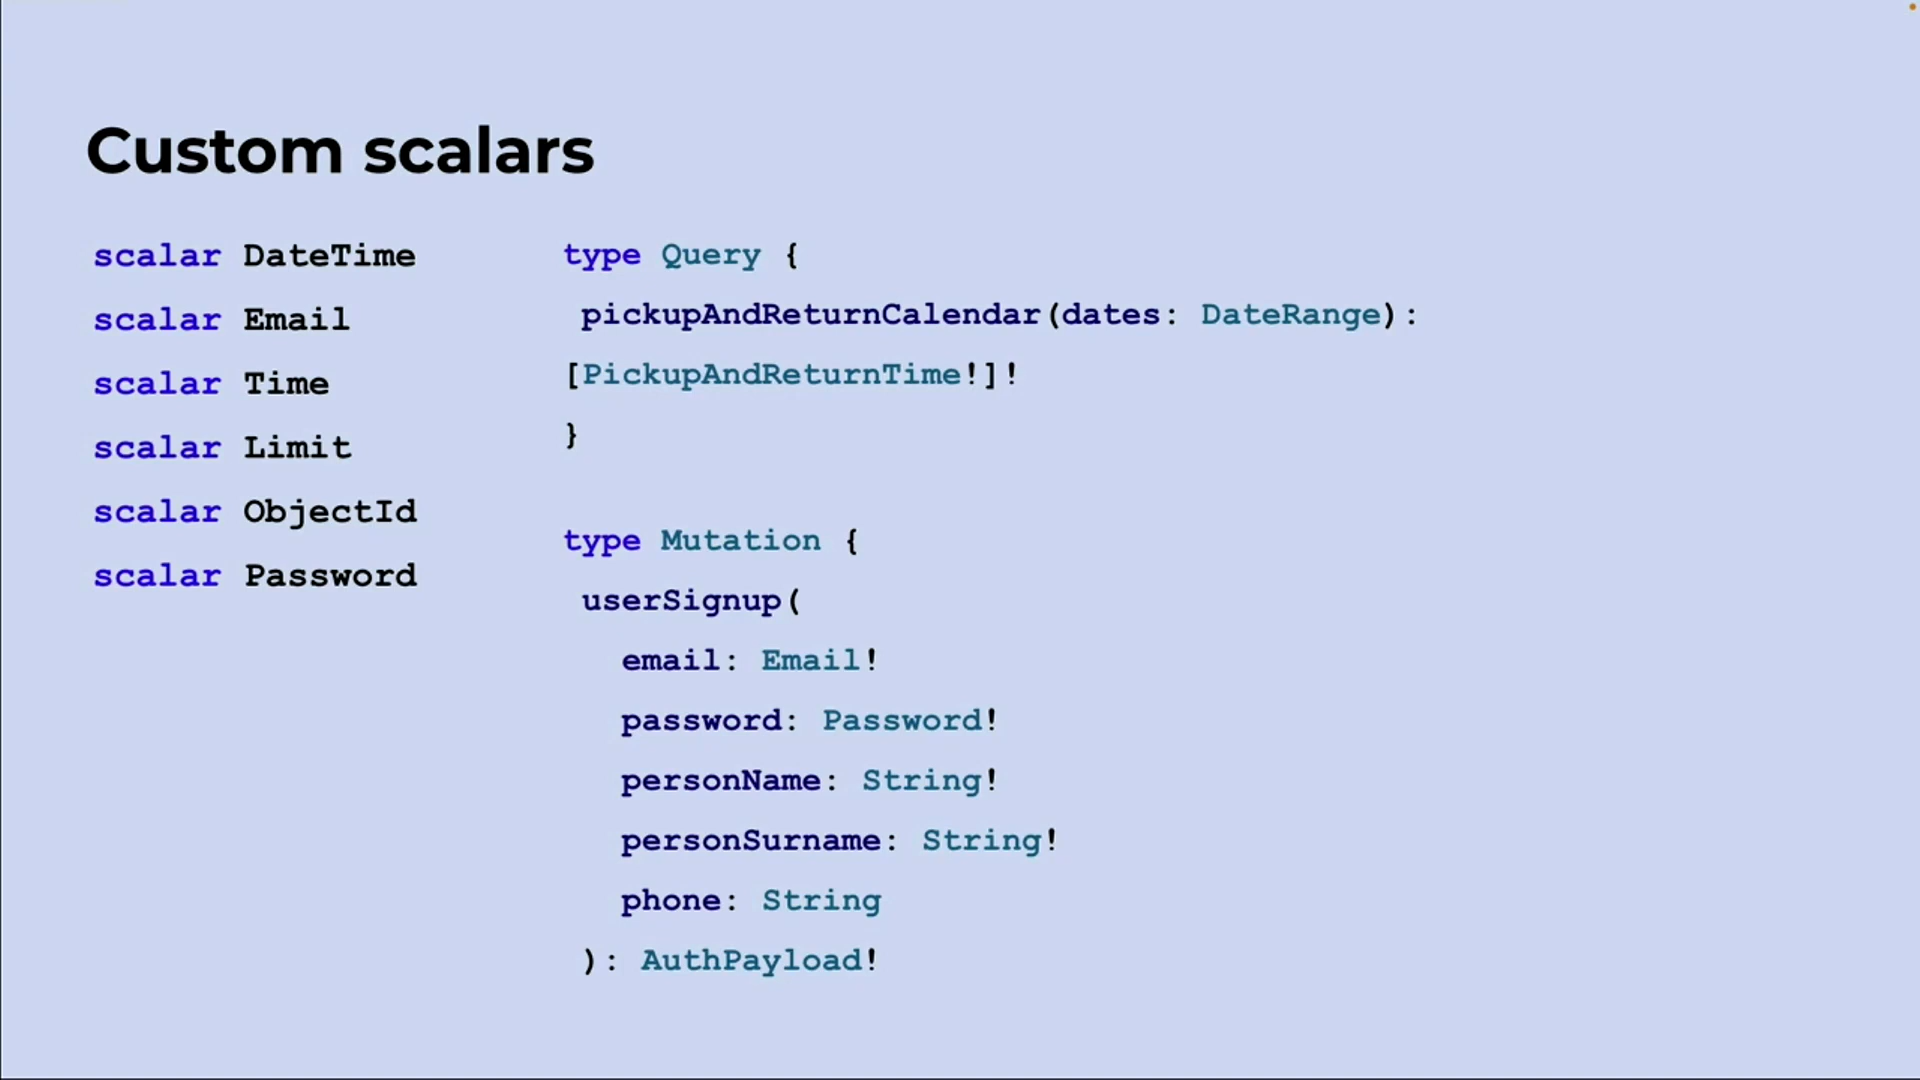 Custom scalars
scalar DateTime
scalar Email
scalar Time
scalar Limit
scalar ObjectId
scalar Password
type Query {
pickupAndReturnCalendar(dates: DateRange):
[PickupAndReturnTime!]!
}
type Mutation {
userSignup(
email: Email!
password: Password!
personName: String!
personSurname: String!
phone: String
): AuthPayload!